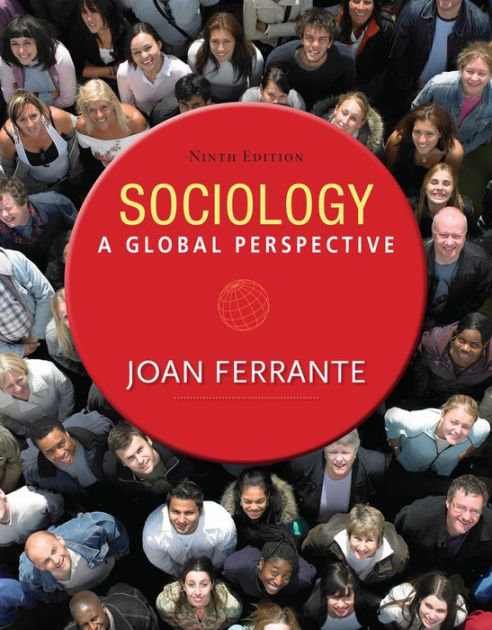 NINTH EDITION
SOCIOLOGY
A GLOBAL PERSPECTIVE
JOAN FERRANTE